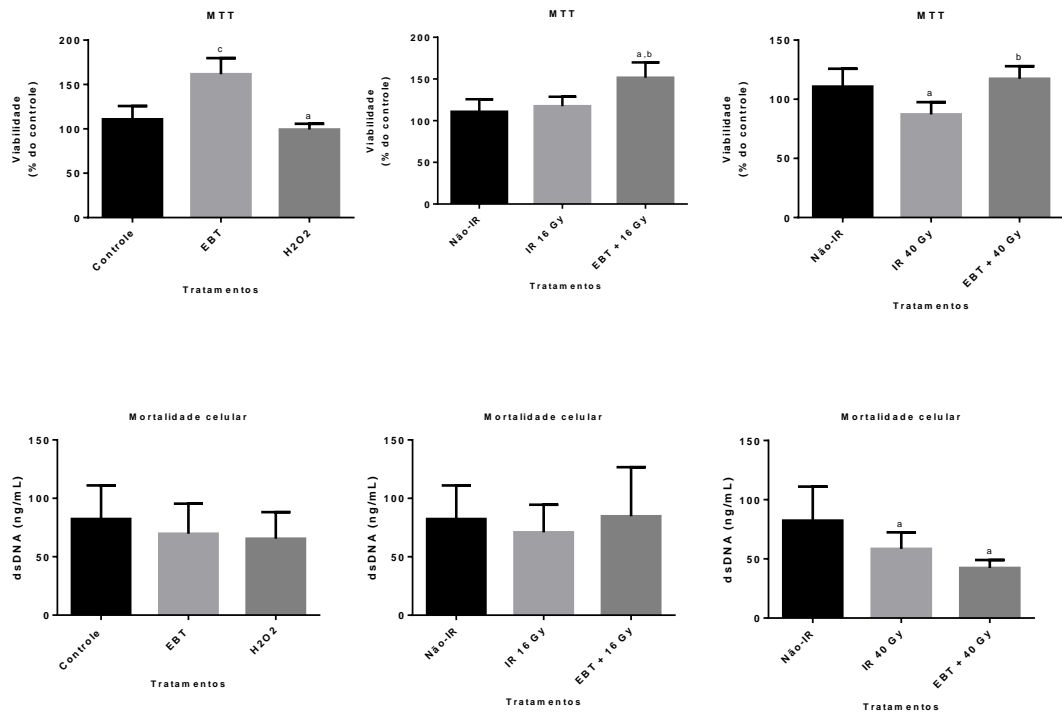 MTT
Viabilidade
(% do controle)
200
150
100
50
0
c
a
Controle
EBT
H2O2
Tratamentos
MTT
Viabilidade
(% do controle)
200
150
100
50
0
a,b
Não-IR
IR 16 Gy
EBT + 16 Gy
Tratamentos
MTT
Viabilidade
(% do controle)
150
100
50
0
a
b
Não-IR
IR 40 Gy
EBT + 40 Gy
Tratamentos
Mortalidade celular
dsDNA (ng/mL)
150
100
50
0
Controle
EBT
H2O2
Tratamentos
Mortalidade celular
dsDNA (ng/mL)
150
100
50
0
Não-IR
IR 16 Gy
EBT + 16 Gy
Tratamentos
Mortalidade celular
dsDNA (ng/mL)
150
100
50
0
a
a
Não-IR
IR 40 Gy
EBT + 40 Gy
Tratamentos